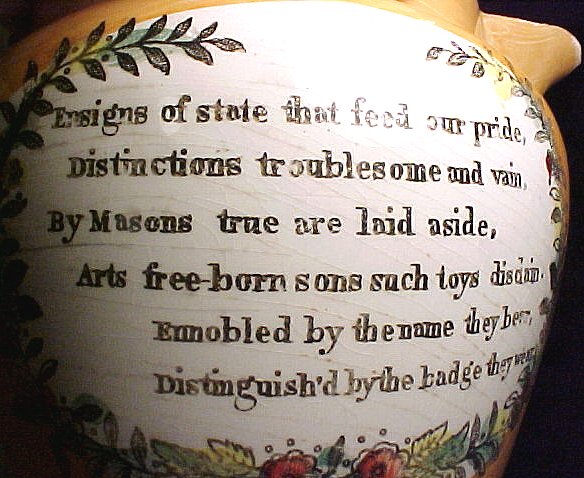 Ensigns of state that feed our pride,
Distinctions troublesome and vain,
By Masons true are laid aside,
Arts free-born sons such toys disdain.
Ennobled by the name they bear,
Distinguish'd by the badge they wear